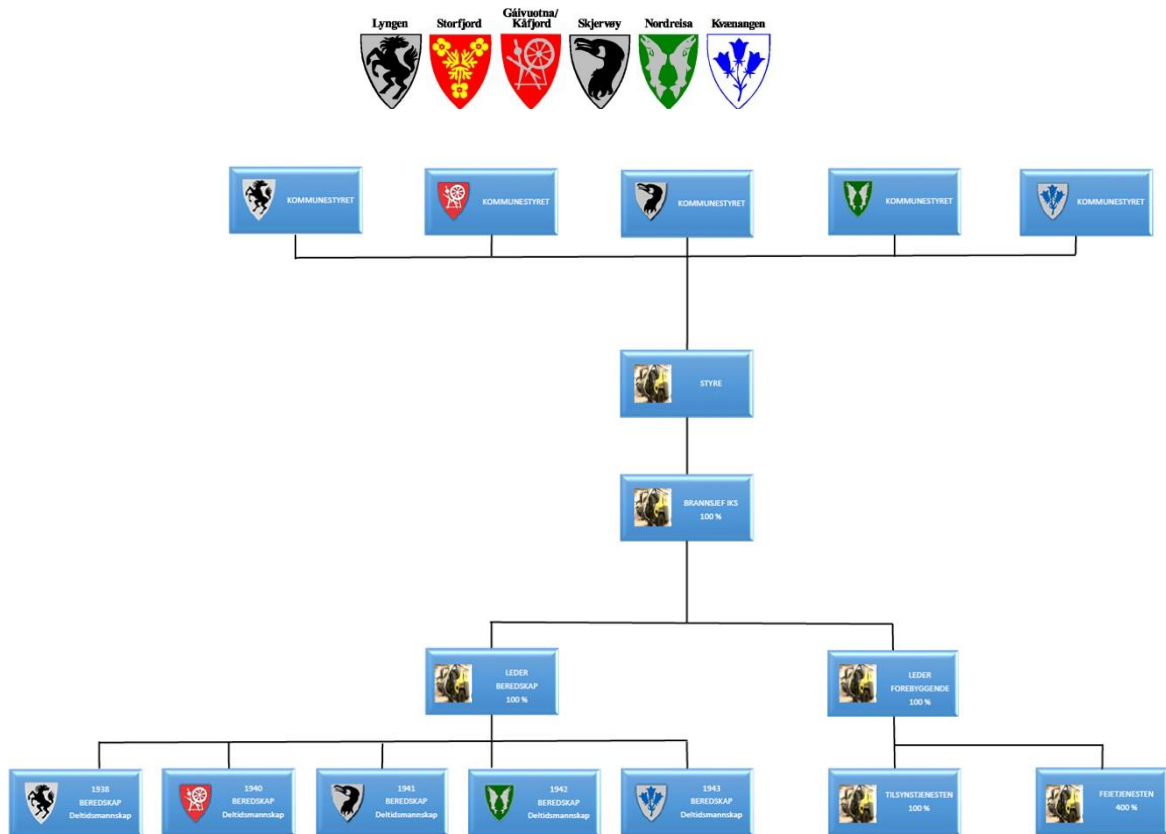 Lyngen
Storfjord
Gáivuotna/
Kåfjord
Skjervøy
Nordreisa
Kvænangen
KOMMUNESTYRET
KOMMUNESTYRET
KOMMUNESTYRET
KOMMUNESTYRET
KOMMUNESTYRET
STYRE
BRANNSJEF IKS
100 %
LEDER
BEREDSKAP
100 %
LEDER
FOREBYGGENDE
100 %
1938
BEREDSKAP
Deltidsmannskap
1940
BEREDSKAP
Deltidsmannskap
1941
BEREDSKAP
Deltidsmannskap
1942
BEREDSKAP
Deltidsmannskap
1943
BEREDSKAP
Deltidsmannskap
TILSYNSTJENESTEN
100 %
FEIETJENESTEN
400 %